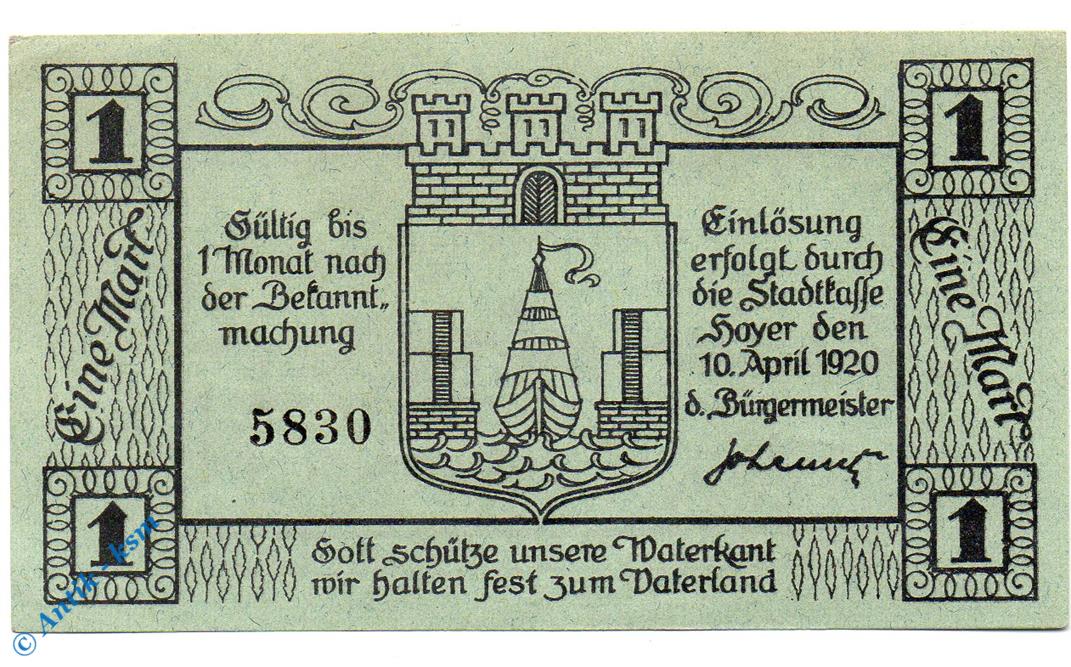 1
1
Gültig bis
1 Monat nach
der Bekannt„
machung
5830
Einlösung
erfolgt durch
die Stadtkasse
Hoyer den
10. April 1920
d. Bürgermeister
Eine Mark
Eine Mark
1
1
Gott schütze unsere Waterkant
wir halten fest zum Vaterland
© Antik - ksm